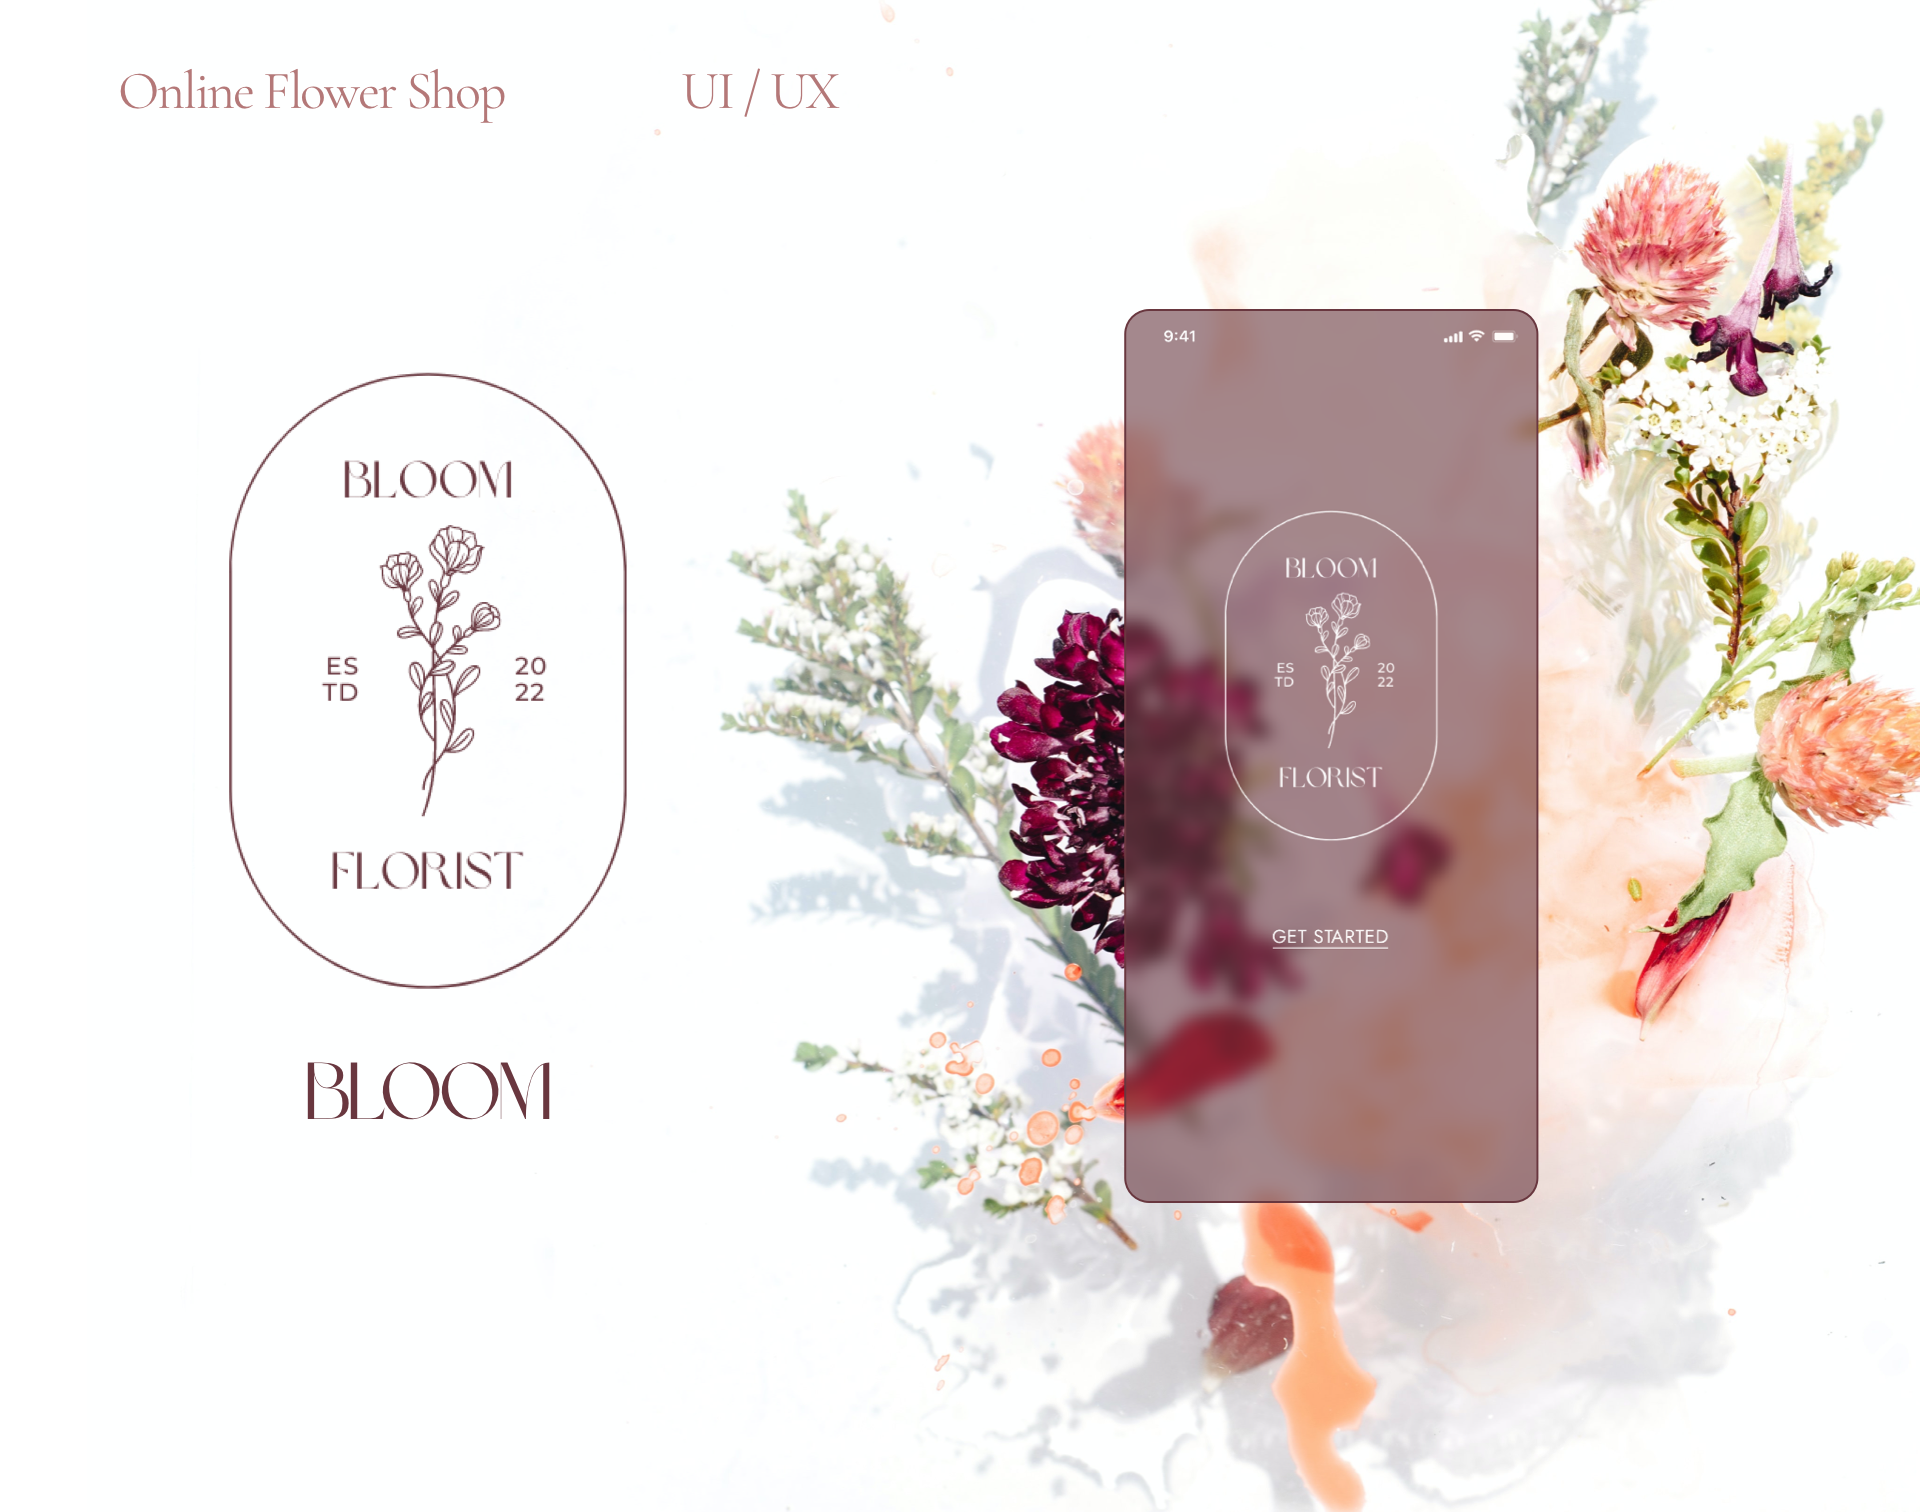 Online Flower Shop
UI / UX
BLOOM
ES 20
TD 22
FLORIST
BLOOM
9:41
BLOOM
ES 20
TD 22
FLORIST
GET STARTED